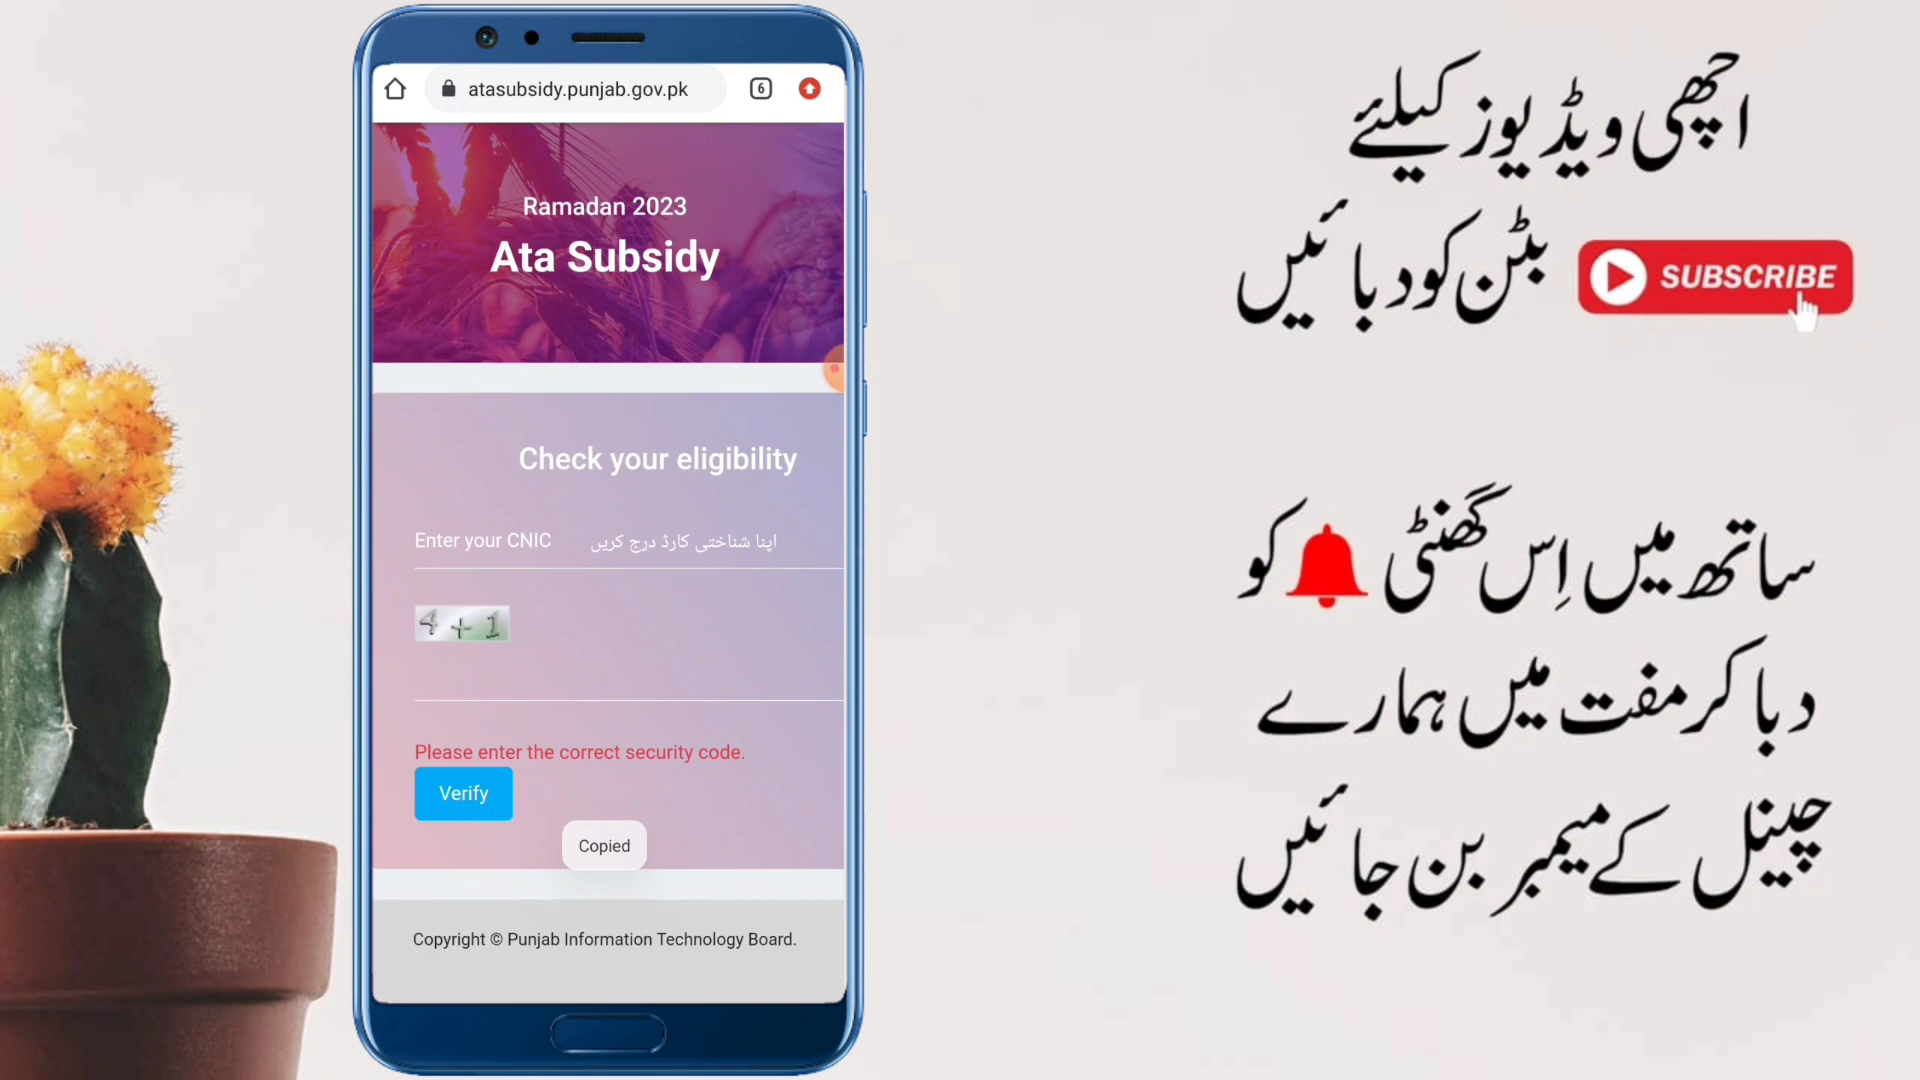 atasubsidy.punjab.gov.pk 6
Ramadan 2023
Ata Subsidy
Check your eligibility
Enter your CNIC اپنا شناختی کارڈ درج کریں
4 + 1
Please enter the correct security code.
Verify
Copied
Copyright © Punjab Information Technology Board.
اچھی ویڈیوز کیلئے
SUBSCRIBE بٹن کو دبائیں
ساتھ میں اِس گھنٹی کو
دبا کر مفت میں ہمارے
چینل کے میمبر بن جائیں